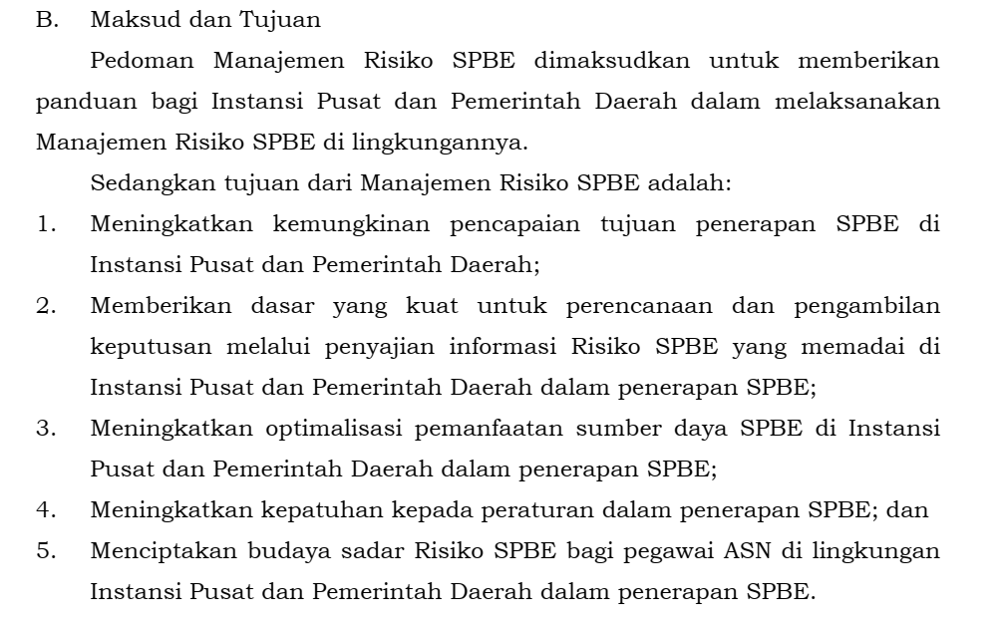 B. Maksud dan Tujuan
Pedoman Manajemen Risiko SPBE dimaksudkan untuk memberikan
panduan bagi Instansi Pusat dan Pemerintah Daerah dalam melaksanakan
Manajemen Risiko SPBE di lingkungannya.
Sedangkan tujuan dari Manajemen Risiko SPBE adalah:
1. Meningkatkan kemungkinan pencapaian tujuan penerapan SPBE di
Instansi Pusat dan Pemerintah Daerah;
2. Memberikan dasar yang kuat untuk perencanaan dan pengambilan
keputusan melalui penyajian informasi Risiko SPBE yang memadai di
Instansi Pusat dan Pemerintah Daerah dalam penerapan SPBE;
3. Meningkatkan optimalisasi pemanfaatan sumber daya SPBE di Instansi
Pusat dan Pemerintah Daerah dalam penerapan SPBE;
4. Meningkatkan kepatuhan kepada peraturan dalam penerapan SPBE; dan
5. Menciptakan budaya sadar Risiko SPBE bagi pegawai ASN di lingkungan
Instansi Pusat dan Pemerintah Daerah dalam penerapan SPBE.